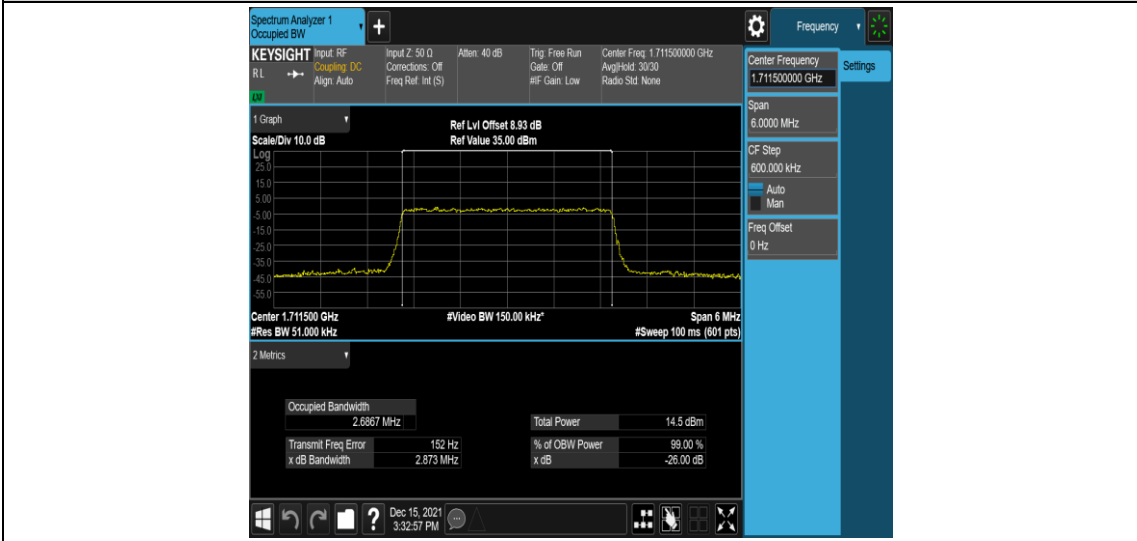 Spectrum Analyzer 1
Occupied BW
+
Frequency
KEYSIGHT
RL
Input: RF
Coupling: DC
Align: Auto
Input Z: 50 Ω
Corrections: Off
Freq Ref: Int (S)
Atten: 40 dB
Trig: Free Run
Gate: Off
#IF Gain: Low
Center Freq: 1.711500000 GHz
Avg|Hold: 30/30
Radio Std: None
Center Frequency
1.711500000 GHz
Settings
Span
6.0000 MHz
CF Step
600.000 kHz
Auto
Man
Freq Offset
0 Hz
1 Graph
Scale/Div 10.0 dB
Ref Lvl Offset 8.93 dB
Ref Value 35.00 dBm
Log
25.0
15.0
5.00
-5.00
-15.0
-25.0
-35.0
-45.0
-55.0
Center 1.711500 GHz
#Video BW 150.00 kHz*
Span 6 MHz
#Res BW 51.000 kHz
#Sweep 100 ms (601 pts)
2 Metrics
Occupied Bandwidth
2.6867 MHz
Total Power 14.5 dBm
Transmit Freq Error 152 Hz
% of OBW Power 99.00 %
x dB Bandwidth 2.873 MHz
x dB -26.00 dB
?
Dec 15, 2021
3:32:57 PM